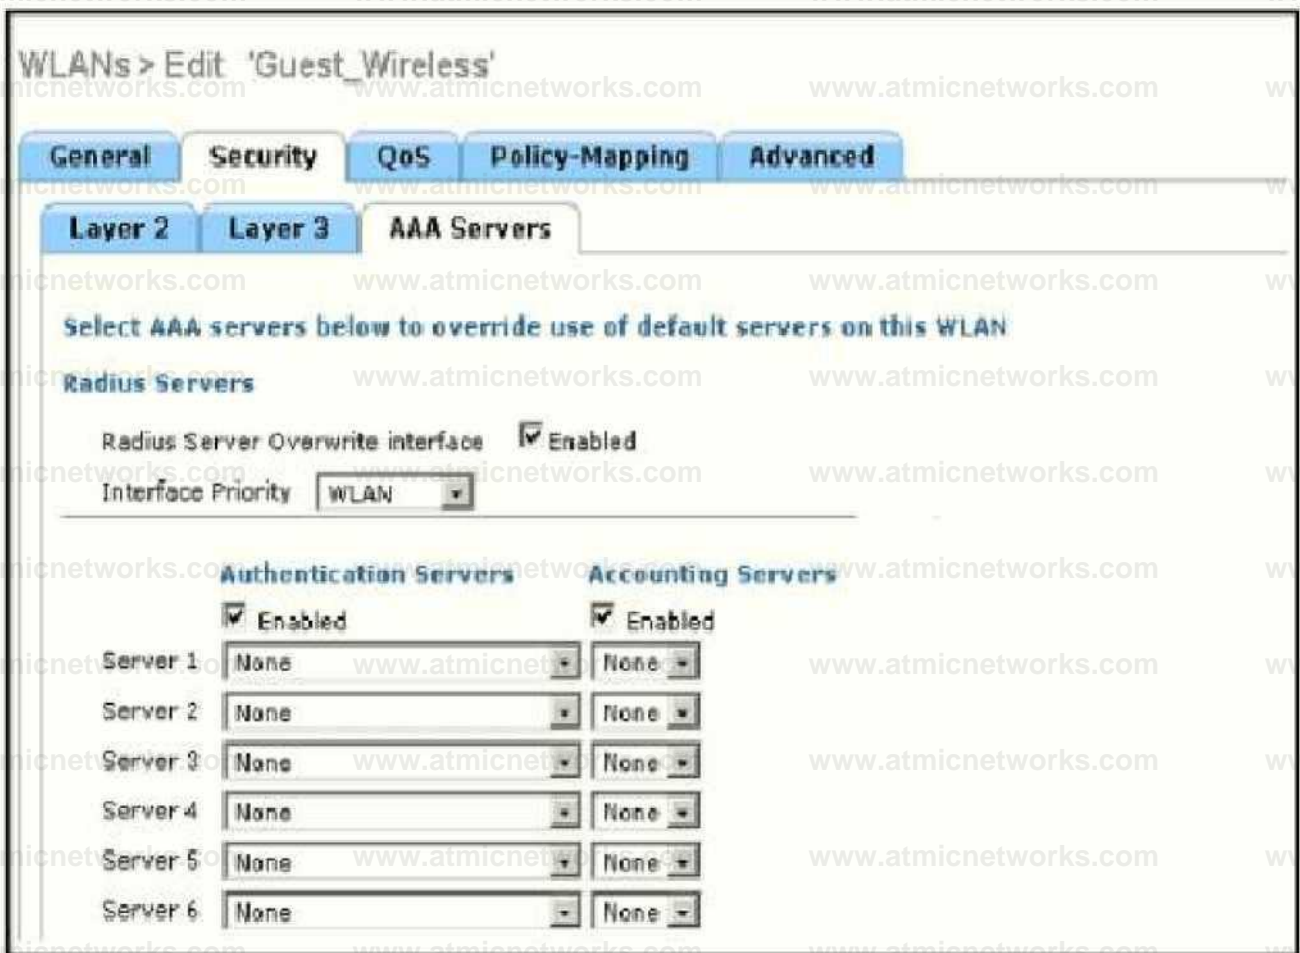 WLANs > Edit 'Guest_Wireless'
General Security QoS Policy-Mapping Advanced
Layer 2 Layer 3 AAA Servers
Select AAA servers below to override use of default servers on this WLAN
Radius Servers
Radius Server Overwrite interface Enabled
Interface Priority WLAN
Authentication Servers Accounting Servers
Enabled Enabled
Server 1 None None
Server 2 None None
Server 3 None None
Server 4 None None
Server 5 None None
Server 6 None None
www.atmicnetworks.com